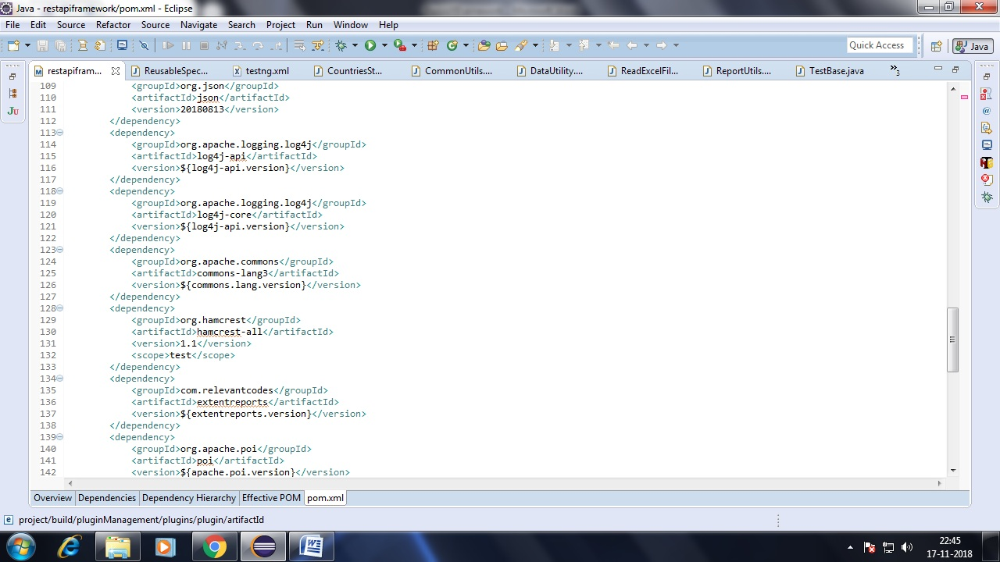 Java - restapiframework/pom.xml - Eclipse
File Edit Source Refactor Source Navigate Search Project Run Window Help
Quick Access Java
restapifram... ReusableSpec... testng.xml CountriesSt... CommonUtils.... DataUtility.... ReadExcelFil... ReportUtils.... TestBase.java »3
109 <groupId>org.json</groupId>
110 <artifactId>json</artifactId>
111 <version>20180813</version>
112 </dependency>
113 <dependency>
114 <groupId>org.apache.logging.log4j</groupId>
115 <artifactId>log4j-api</artifactId>
116 <version>${log4j-api.version}</version>
117 </dependency>
118 <dependency>
119 <groupId>org.apache.logging.log4j</groupId>
120 <artifactId>log4j-core</artifactId>
121 <version>${log4j-api.version}</version>
122 </dependency>
123 <dependency>
124 <groupId>org.apache.commons</groupId>
125 <artifactId>commons-lang3</artifactId>
126 <version>${commons.lang.version}</version>
127 </dependency>
128 <dependency>
129 <groupId>org.hamcrest</groupId>
130 <artifactId>hamcrest-all</artifactId>
131 <version>1.1</version>
132 <scope>test</scope>
133 </dependency>
134 <dependency>
135 <groupId>com.relevantcodes</groupId>
136 <artifactId>extentreports</artifactId>
137 <version>${extentreports.version}</version>
138 </dependency>
139 <dependency>
140 <groupId>org.apache.poi</groupId>
141 <artifactId>poi</artifactId>
142 <version>${apache.poi.version}</version>
Overview Dependencies Dependency Hierarchy Effective POM pom.xml
project/build/pluginManagement/plugins/plugin/artifactId
22:45
17-11-2018